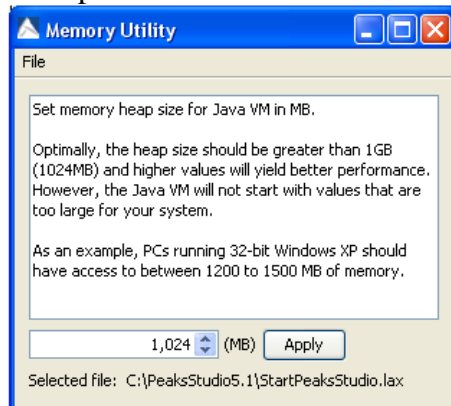 Memory Utility
File
Set memory heap size for Java VM in MB.
Optimally, the heap size should be greater than 1GB
(1024MB) and higher values will yield better performance.
However, the Java VM will not start with values that are
too large for your system.
As an example, PCs running 32-bit Windows XP should
have access to between 1200 to 1500 MB of memory.
1,024 (MB) Apply
Selected file: C:\PeaksStudio5.1\StartPeaksStudio.lax